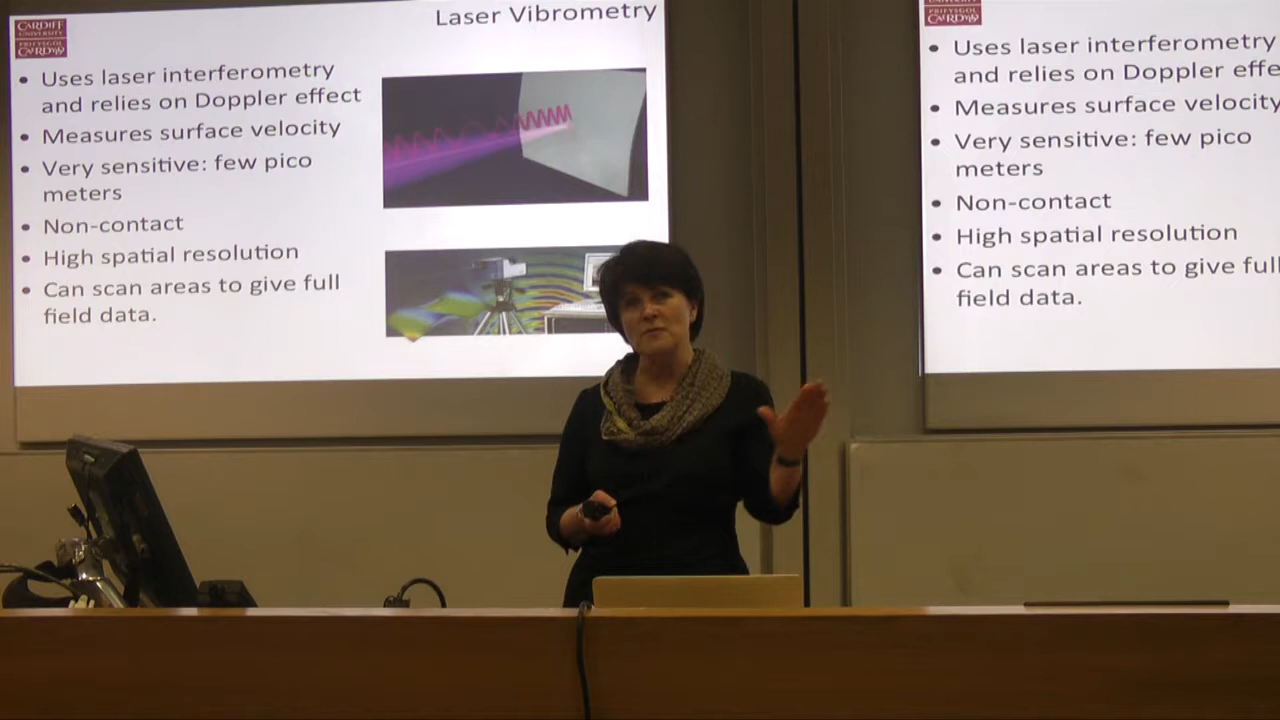 CARDIFF
UNIVERSITY
PRIFYSGOL
CAERDYDD
Laser Vibrometry
• Uses laser interferometry
and relies on Doppler effect
• Measures surface velocity
• Very sensitive: few pico
meters
• Non-contact
• High spatial resolution
• Can scan areas to give full
field data.
UNIVERSITY
PRIFYSGOL
CAERDYDD
• Uses laser interferometry
and relies on Doppler effe
• Measures surface velocity
• Very sensitive: few pico
meters
• Non-contact
• High spatial resolution
• Can scan areas to give full
field data.